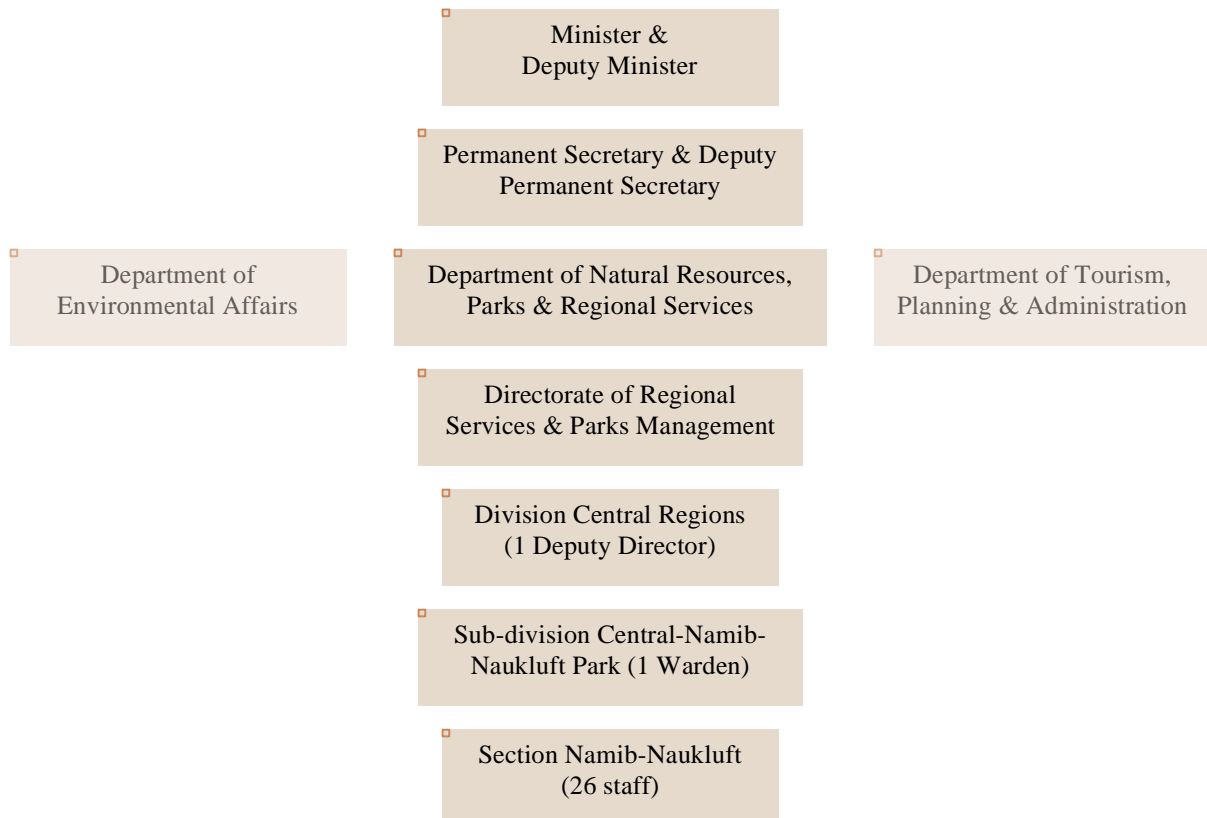 Minister &
Deputy Minister
Permanent Secretary & Deputy
Permanent Secretary
Department of
Environmental Affairs
Department of Natural Resources,
Parks & Regional Services
Department of Tourism,
Planning & Administration
Directorate of Regional
Services & Parks Management
Division Central Regions
(1 Deputy Director)
Sub-division Central-Namib-
Naukluft Park (1 Warden)
Section Namib-Naukluft
(26 staff)